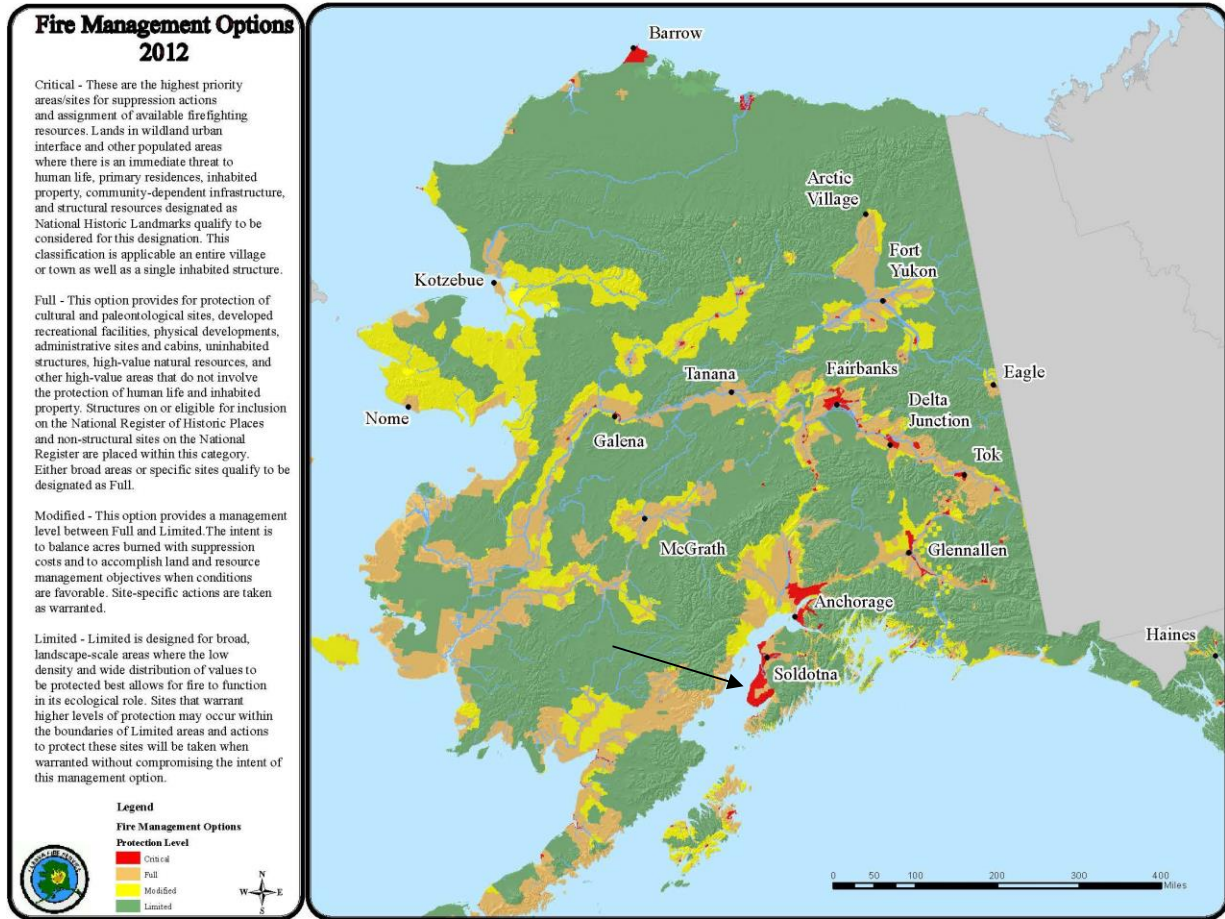 Fire Management Options
2012
Critical - These are the highest priority
areas/sites for suppression actions
and assignment of available firefighting
resources. Lands in wildland urban
interface and other populated areas
where there is an immediate threat to
human life, primary residences, inhabited
property, community-dependent infrastructure,
and structural resources designated as
National Historic Landmarks qualify to be
considered for this designation. This
classification is applicable an entire village
or town as well as a single inhabited structure.
Full - This option provides for protection of
cultural and paleontological sites, developed
recreational facilities, physical developments,
administrative sites and cabins, uninhabited
structures, high-value natural resources, and
other high-value areas that do not involve
the protection of human life and inhabited
property. Structures on or eligible for inclusion
on the National Register of Historic Places
and non-structural sites on the National
Register are placed within this category.
Either broad areas or specific sites qualify to be
designated as Full.
Modified - This option provides a management
level between Full and Limited.The intent is
to balance acres burned with suppression
costs and to accomplish land and resource
management objectives when conditions
are favorable. Site-specific actions are taken
as warranted.
Limited - Limited is designed for broad,
landscape-scale areas where the low
density and wide distribution of values to
be protected best allows for fire to function
in its ecological role. Sites that warrant
higher levels of protection may occur within
the boundaries of Limited areas and actions
to protect these sites will be taken when
warranted without compromising the intent of
this management option.
Legend
Fire Management Options
Protection Level
Critical
Full
Modified
Limited
N
W E
S
Barrow
Arctic
Village
Fort
Yukon
Kotzebue
Fairbanks
Tanana
Eagle
Delta
Junction
Nome
Galena
Tok
McGrath
Glennallen
Anchorage
Haines
Soldotna
0 50 100 200 300 400
Miles